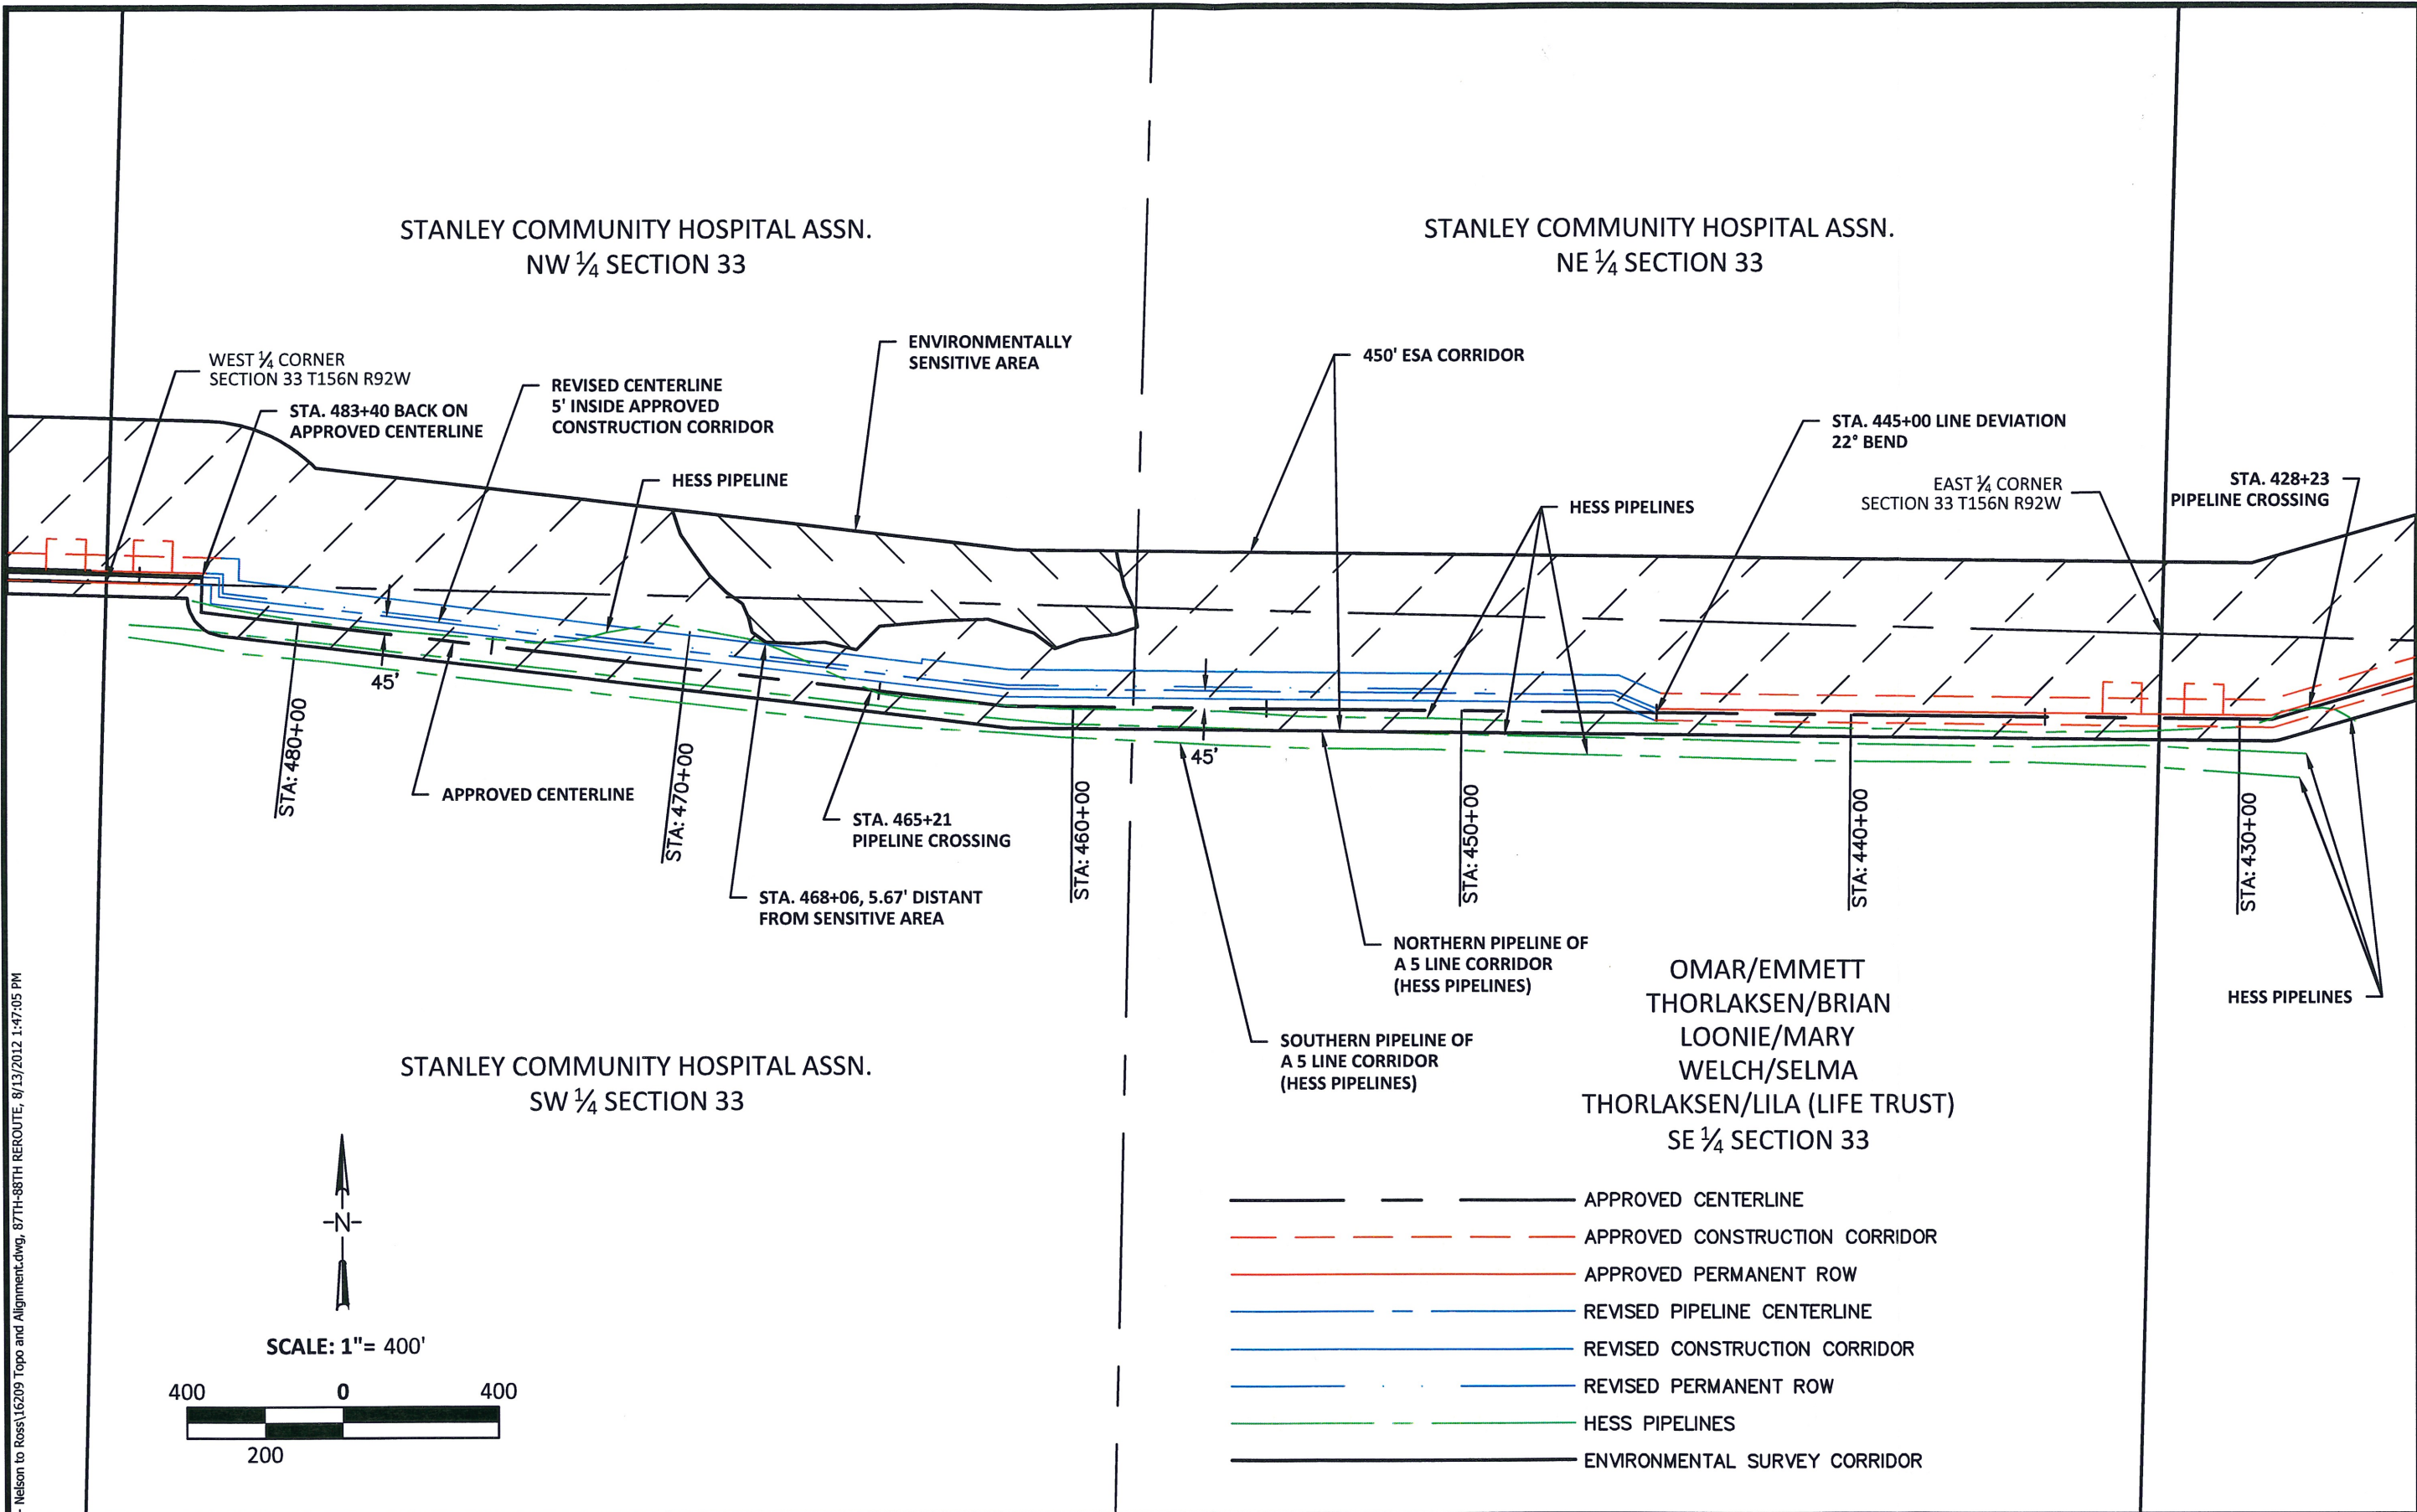 STANLEY COMMUNITY HOSPITAL ASSN.
NW ¼ SECTION 33
STANLEY COMMUNITY HOSPITAL ASSN.
NE ¼ SECTION 33
WEST ¼ CORNER
SECTION 33 T156N R92W
STA. 483+40 BACK ON
APPROVED CENTERLINE
REVISED CENTERLINE
5' INSIDE APPROVED
CONSTRUCTION CORRIDOR
HESS PIPELINE
ENVIRONMENTALLY
SENSITIVE AREA
450' ESA CORRIDOR
HESS PIPELINES
STA. 445+00 LINE DEVIATION
22° BEND
EAST ¼ CORNER
SECTION 33 T156N R92W
STA. 428+23
PIPELINE CROSSING
45'
45'
STA: 480+00
STA: 470+00
STA: 460+00
STA: 450+00
STA: 440+00
STA: 430+00
APPROVED CENTERLINE
STA. 465+21
PIPELINE CROSSING
STA. 468+06, 5.67' DISTANT
FROM SENSITIVE AREA
NORTHERN PIPELINE OF
A 5 LINE CORRIDOR
(HESS PIPELINES)
SOUTHERN PIPELINE OF
A 5 LINE CORRIDOR
(HESS PIPELINES)
HESS PIPELINES
OMAR/EMMETT
THORLAKSEN/BRIAN
LOONIE/MARY
WELCH/SELMA
THORLAKSEN/LILA (LIFE TRUST)
SE ¼ SECTION 33
STANLEY COMMUNITY HOSPITAL ASSN.
SW ¼ SECTION 33
-N-
SCALE: 1"= 400'
400 0 400
200
APPROVED CENTERLINE
APPROVED CONSTRUCTION CORRIDOR
APPROVED PERMANENT ROW
REVISED PIPELINE CENTERLINE
REVISED CONSTRUCTION CORRIDOR
REVISED PERMANENT ROW
HESS PIPELINES
ENVIRONMENTAL SURVEY CORRIDOR
- Nelson to Ross\16209 Topo and Alignment.dwg, 87TH-88TH REROUTE, 8/13/2012 1:47:05 PM